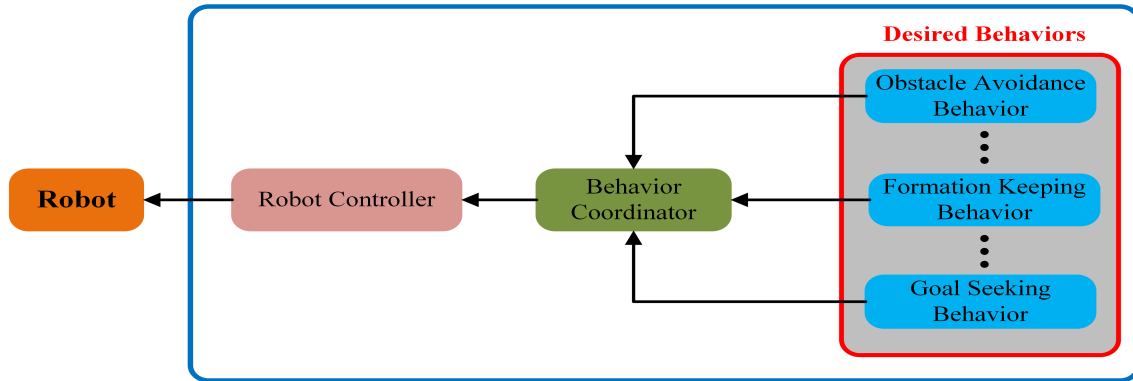 Desired Behaviors
Obstacle Avoidance
Behavior
Robot
Robot Controller
Behavior
Coordinator
Formation Keeping
Behavior
Goal Seeking
Behavior